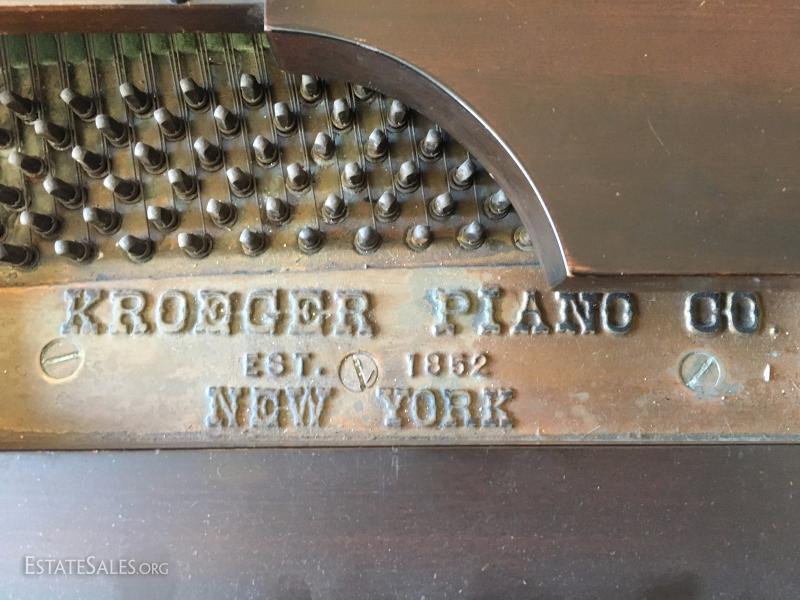 KROEGER PIANO CO.
EST. 1852
NEW YORK
ESTATESALES.ORG